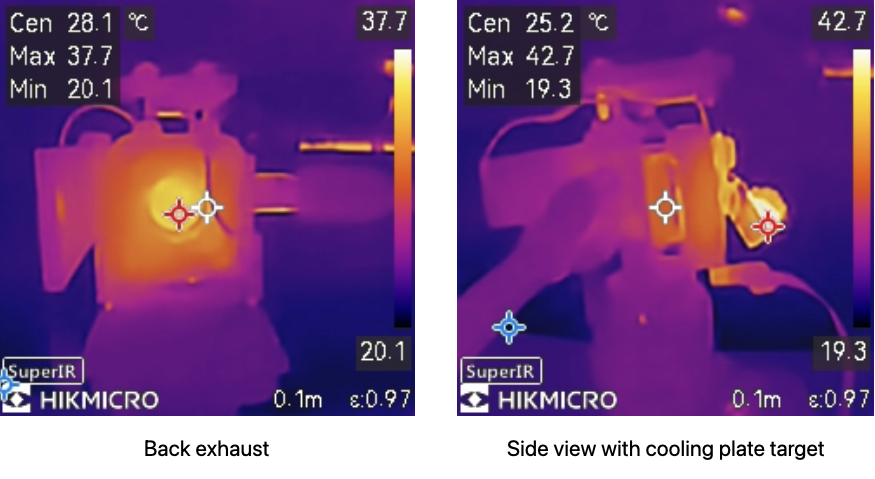 Cen 28.1 ℃
Max 37.7
Min 20.1
37.7
20.1
SuperIR
HIKMICRO
0.1m
ε:0.97
Back exhaust
Cen 25.2 ℃
Max 42.7
Min 19.3
42.7
19.3
SuperIR
HIKMICRO
0.1m
ε:0.97
Side view with cooling plate target